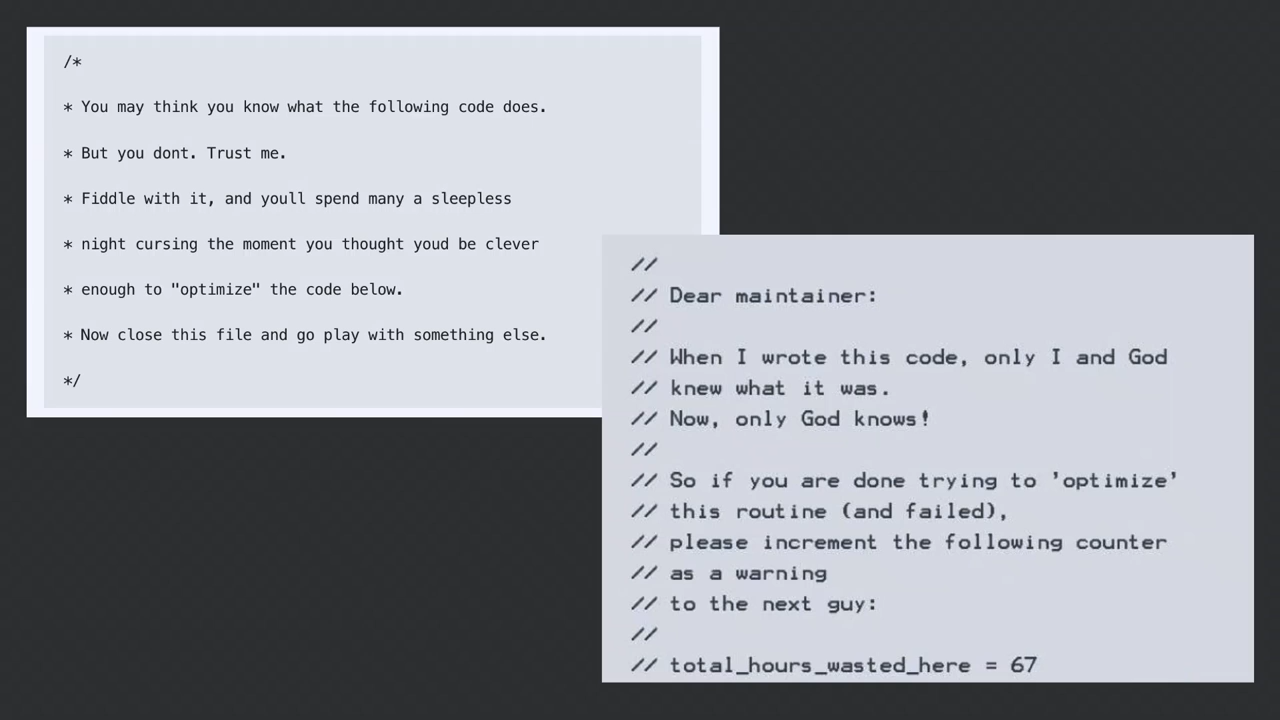 /*
* You may think you know what the following code does.
* But you dont. Trust me.
* Fiddle with it, and youll spend many a sleepless
* night cursing the moment you thought youd be clever
* enough to "optimize" the code below.
* Now close this file and go play with something else.
*/
//
// Dear maintainer:
//
// When I wrote this code, only I and God
// knew what it was.
// Now, only God knows!
//
// So if you are done trying to 'optimize'
// this routine (and failed),
// please increment the following counter
// as a warning
// to the next guy:
//
// total_hours_wasted_here = 67